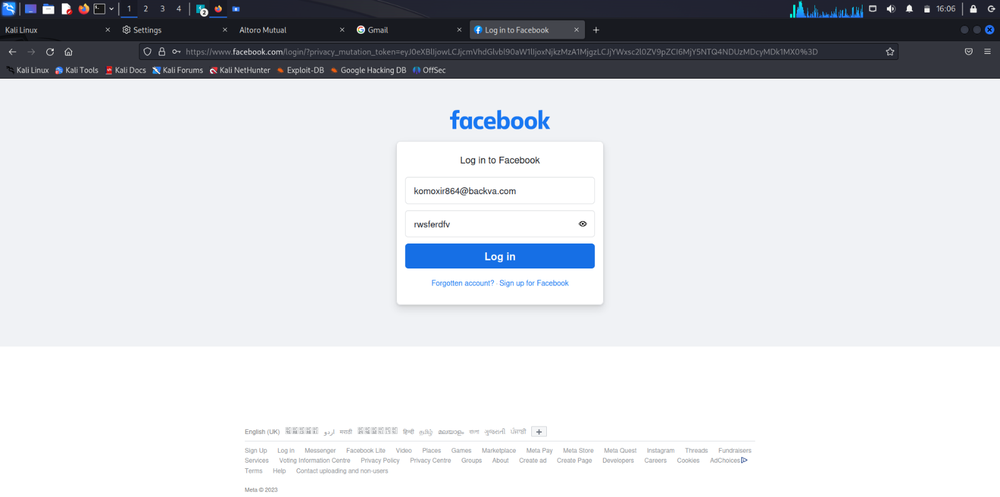 1 2 3 4 2 16:06
Kali Linux Settings Altoro Mutual Gmail Log in to Facebook
https://www.facebook.com/login/?privacy_mutation_token=eyJ0eXBlIjowLCJjcmVhdGlvbl90aW1lIjoxNjkzMzA1MjgzLCJjYWxsc2l0ZV9pZCI6MjY5NTQ4NDUzMDcyMDk1MX0%3D
Kali Linux Kali Tools Kali Docs Kali Forums Kali NetHunter Exploit-DB Google Hacking DB OffSec
facebook
Log in to Facebook
komoxir864@backva.com
rwsferdfv
Log in
Forgotten account? · Sign up for Facebook
English (UK) اردو मराठी हिन्दी தமிழ் മലയാളം বাংলা ગુજરાતી ਪੰਜਾਬੀ +
Sign Up Log in Messenger Facebook Lite Video Places Games Marketplace Meta Pay Meta Store Meta Quest Instagram Threads Fundraisers
Services Voting Information Centre Privacy Policy Privacy Centre Groups About Create ad Create Page Developers Careers Cookies AdChoices
Terms Help Contact uploading and non-users
Meta © 2023